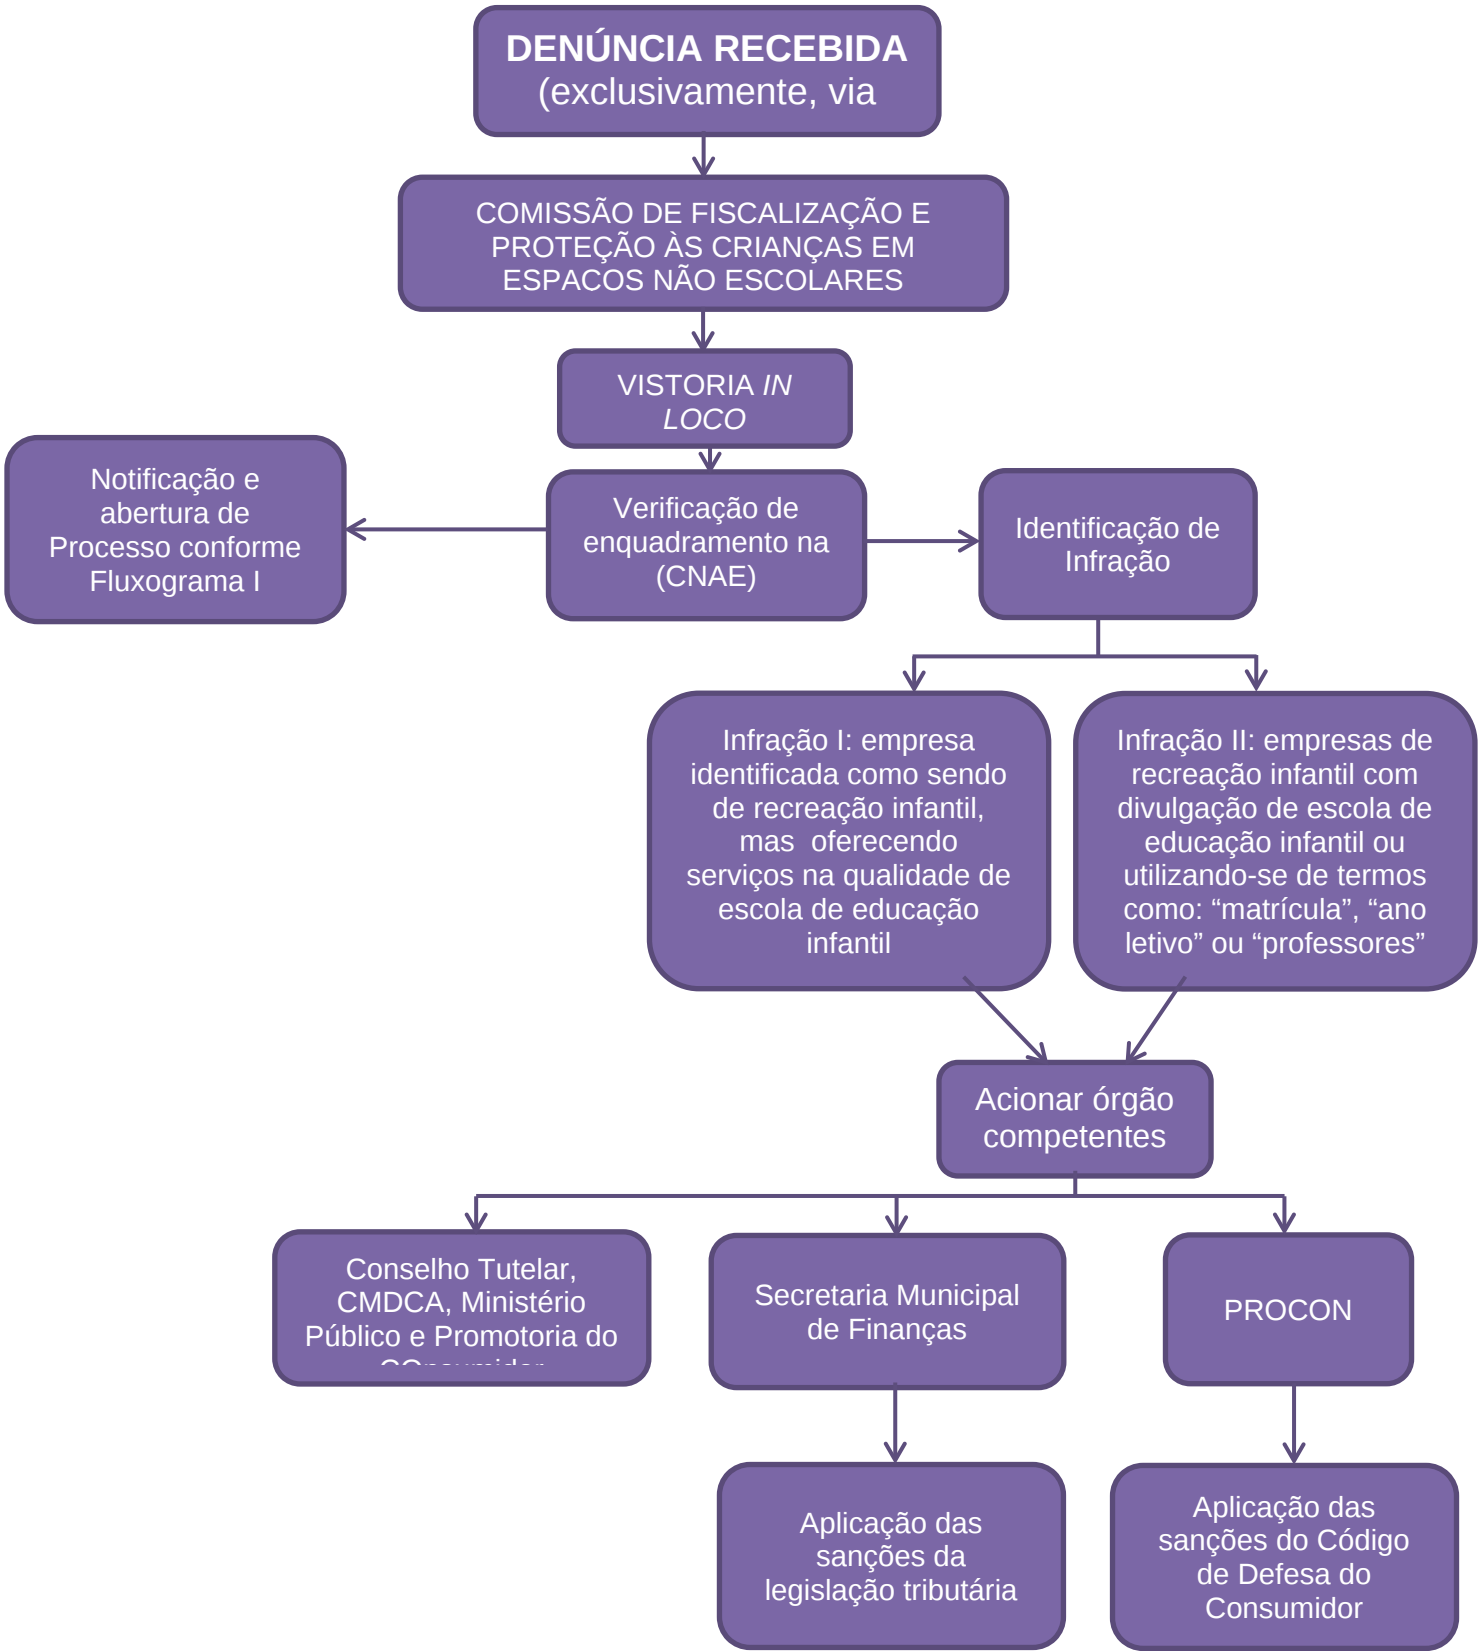 DENÚNCIA RECEBIDA
(exclusivamente, via
COMISSÃO DE FISCALIZAÇÃO E
PROTEÇÃO ÀS CRIANÇAS EM
ESPAÇOS NÃO ESCOLARES
VISTORIA IN
LOCO
Notificação e
abertura de
Processo conforme
Fluxograma I
Verificação de
enquadramento na
(CNAE)
Identificação de
Infração
Infração I: empresa
identificada como sendo
de recreação infantil,
mas  oferecendo
serviços na qualidade de
escola de educação
infantil
Infração II: empresas de
recreação infantil com
divulgação de escola de
educação infantil ou
utilizando-se de termos
como: “matrícula”, “ano
letivo” ou “professores”
Acionar órgão
competentes
Conselho Tutelar,
CMDCA, Ministério
Público e Promotoria do
COnsumidor
Secretaria Municipal
de Finanças
PROCON
Aplicação das
sanções da
legislação tributária
Aplicação das
sanções do Código
de Defesa do
Consumidor